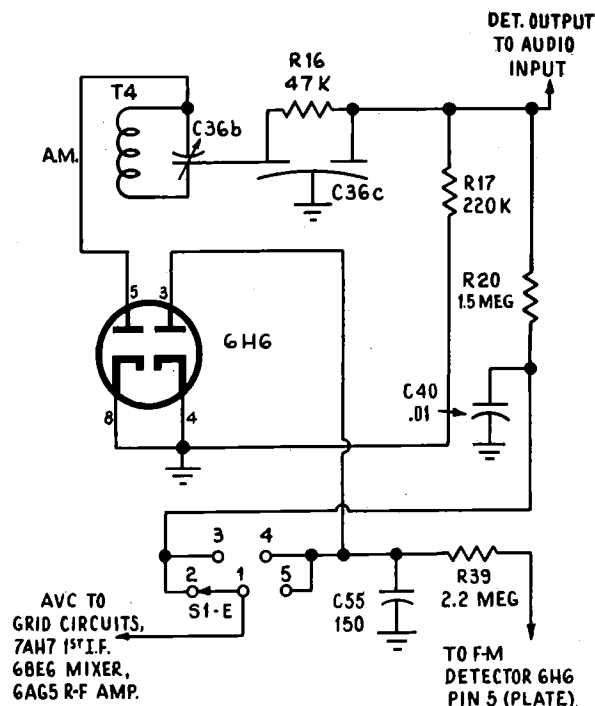 DET. OUTPUT
TO AUDIO
INPUT
R16
47 K
T4
C36b
A.M.
C36c
R17
220 K
R20
1.5 MEG
5 3
6H6
8 4
C40
.01
3 4
2 1 5
S1-E
C55
150
R39
2.2 MEG
AVC TO
GRID CIRCUITS,
7AH7 1ST I.F.
6BE6 MIXER,
6AG5 R-F AMP.
TO F-M
DETECTOR 6H6
PIN 5 (PLATE)